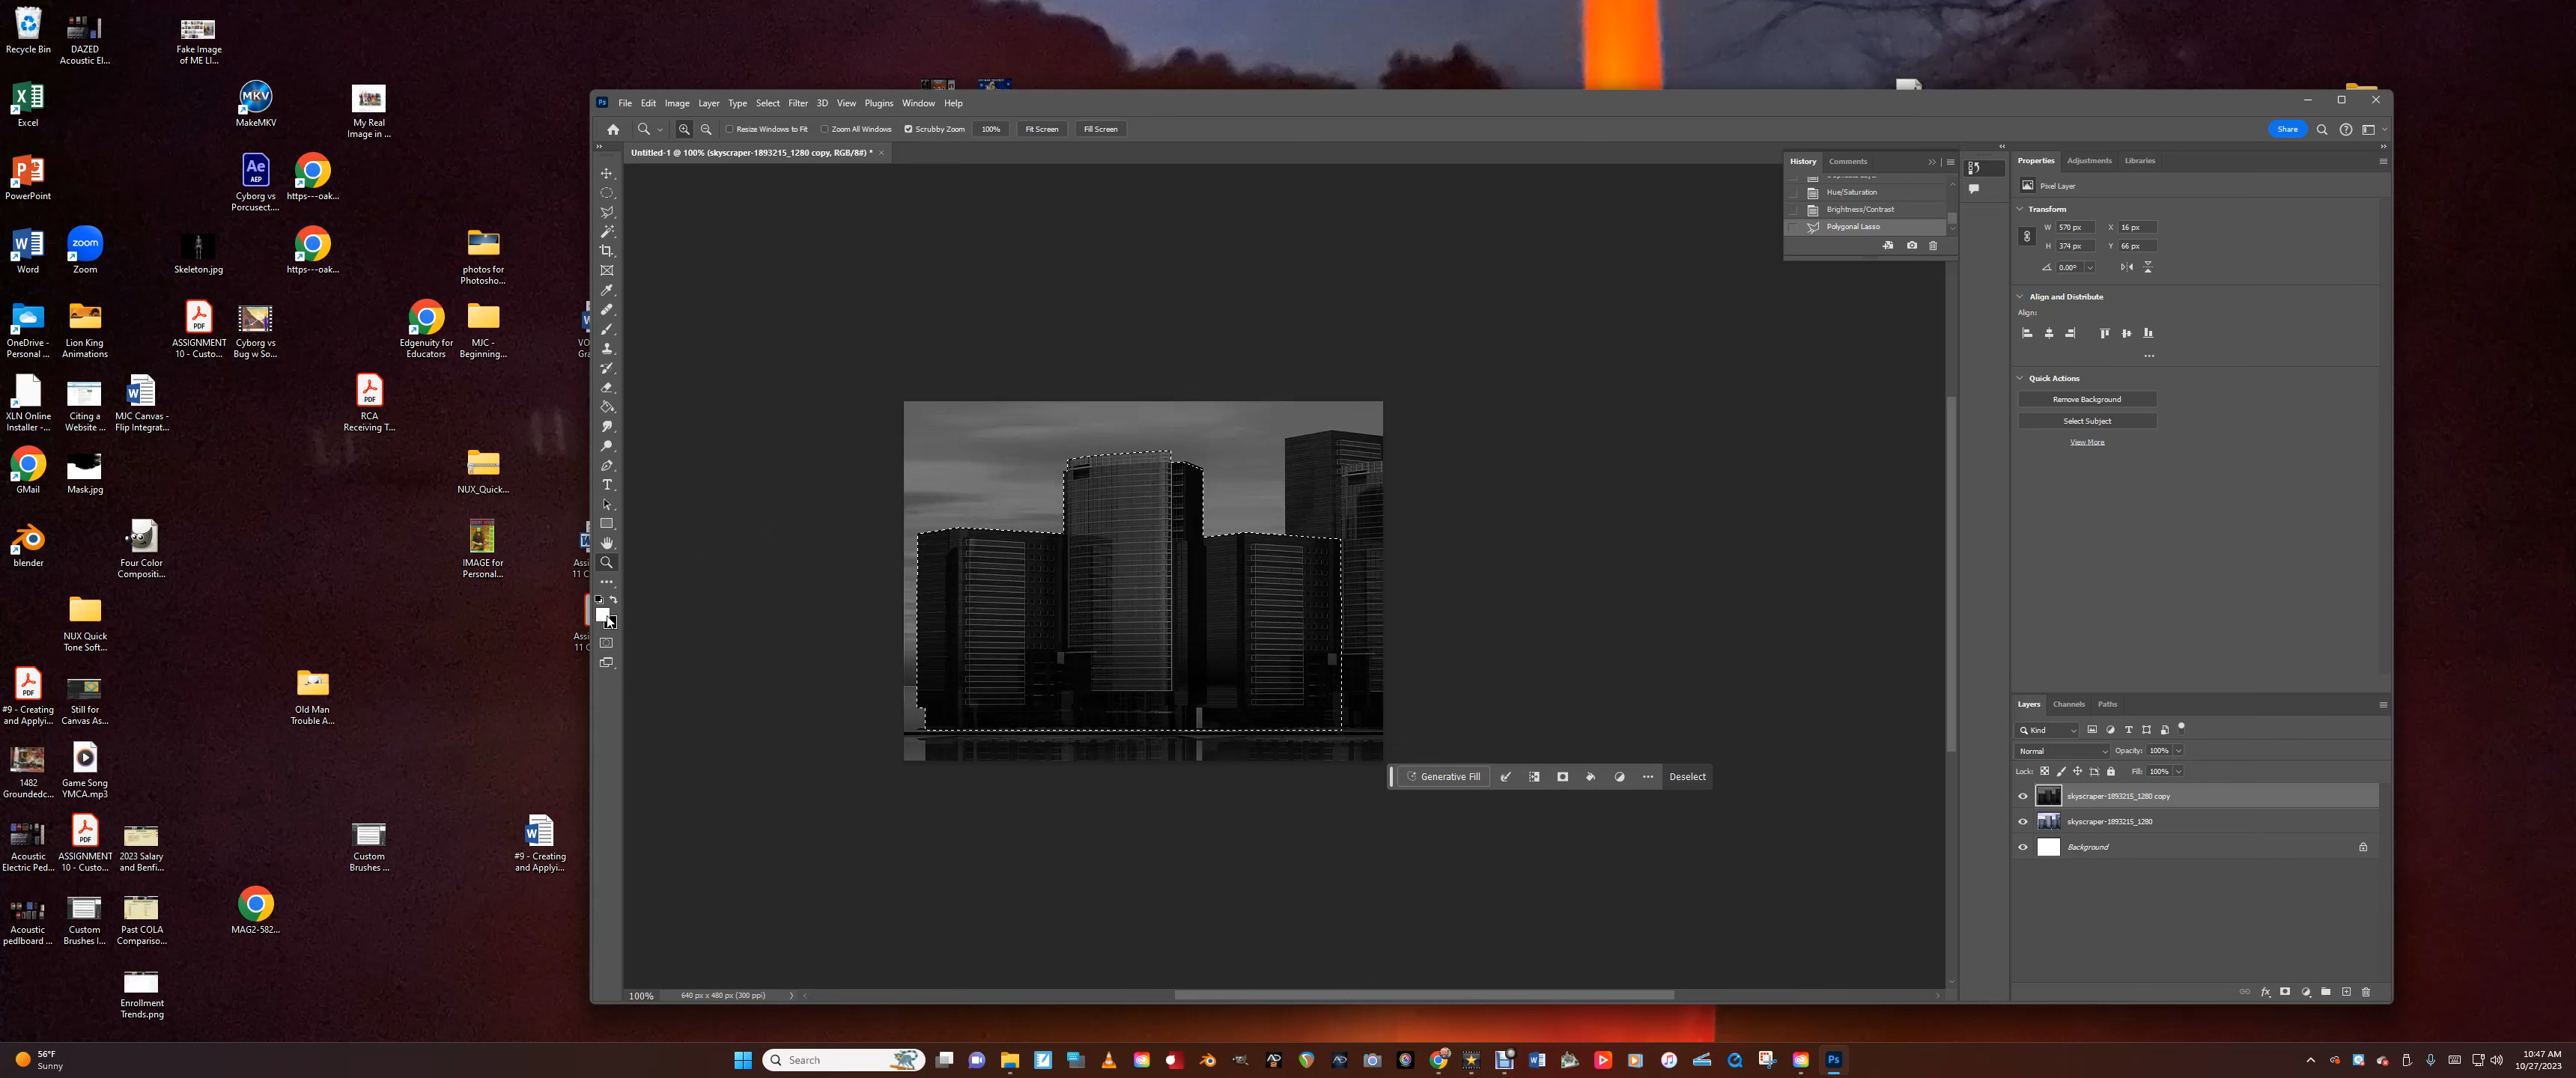 Recycle Bin
DAZED
Acoustic El...
Fake Image
of ME LI...
Excel
MakeMKV
My Real
Image in ...
PowerPoint
Cyborg vs
Porcusect....
https---oak...
Word
Zoom
Skeleton.jpg
https---oak...
photos for
Photosho...
OneDrive -
Personal ...
Lion King
Animations
ASSIGNMENT
10 - Custo...
Cyborg vs
Bug w So...
Edgenuity for
Educators
MJC -
Beginning...
XLN Online
Installer -...
Citing a
Website ...
MJC Canvas -
Flip Integrat...
RCA
Receiving T...
GMail
Mask.jpg
NUX_Quick...
blender
Four Color
Compositi...
IMAGE for
Personal...
NUX Quick
Tone Soft...
#9 - Creating
and Applyi...
Still for
Canvas As...
Old Man
Trouble A...
1482
Groundedc...
Game Song
YMCA.mp3
Acoustic
Electric Ped...
ASSIGNMENT
10 - Custo...
2023 Salary
and Benfi...
Custom
Brushes ...
#9 - Creating
and Applyi...
Acoustic
pedlboard ...
Custom
Brushes I...
Past COLA
Compariso...
MAG2-582...
Enrollment
Trends.png
Ps File Edit Image Layer Type Select Filter 3D View Plugins Window Help
Resize Windows to Fit Zoom All Windows Scrubby Zoom 100% Fit Screen Fill Screen Share
Untitled-1 @ 100% (skyscraper-1893215_1280 copy, RGB/8#) *
History Comments
Hue/Saturation
Brightness/Contrast
Polygonal Lasso
Properties Adjustments Libraries
Pixel Layer
Transform
W 570 px X 16 px
H 374 px Y 66 px
0.00°
Align and Distribute
Align:
Quick Actions
Remove Background
Select Subject
View More
Generative Fill Deselect
Layers Channels Paths
Kind
Normal Opacity: 100%
Lock: Fill: 100%
skyscraper-1893215_1280 copy
skyscraper-1893215_1280
Background
100% 640 px x 480 px (300 ppi)
56°F
Sunny
Search
10:47 AM
10/27/2023